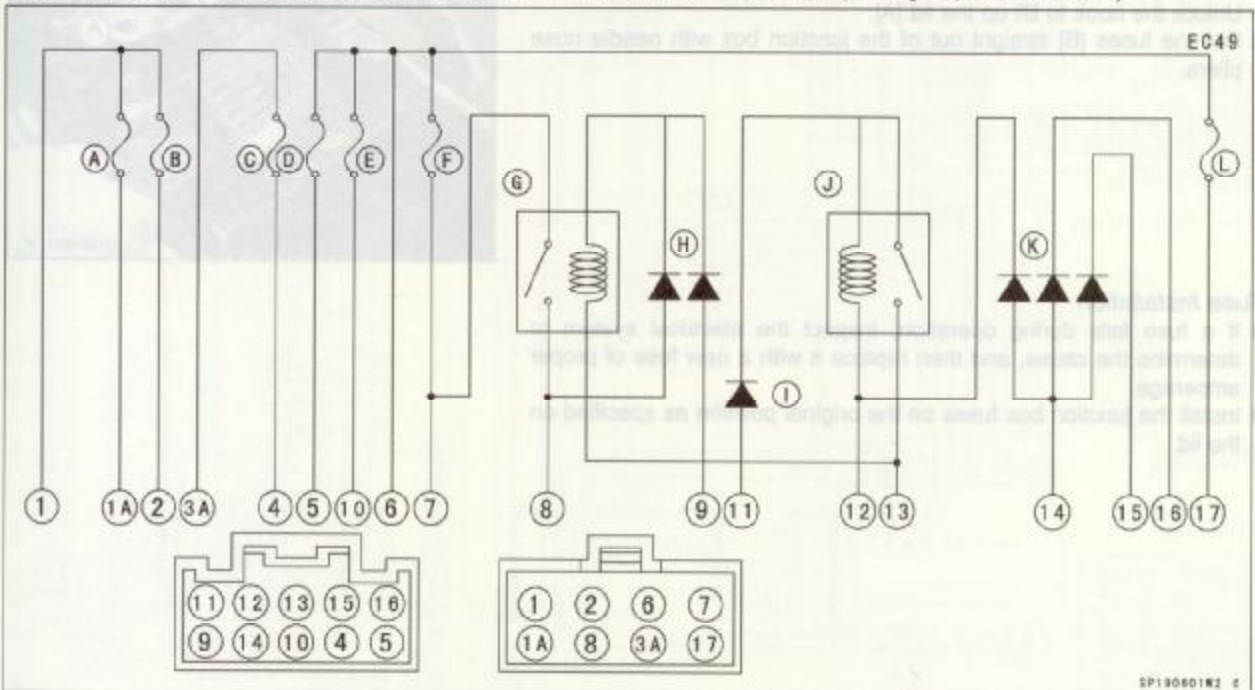 Unlock the hook to lift up the lid [A].
the fuses [B] straight out of the junction box with needle nose
pliers.
EC49
A B C D E F
G H J K L
Installation
If a fuse fails during operation, inspect the electrical system to
determine the cause, and then replace it with a new fuse of proper
amperage.
I
Install the junction box fuses on the original position as specified on
the lid.
1 1A 2 3A 4 5 10 6 7 8 9 11 12 13 14 15 16 17
11 12 13 15 16 1 2 6 7
9 14 10 4 5 1A 8 3A 17